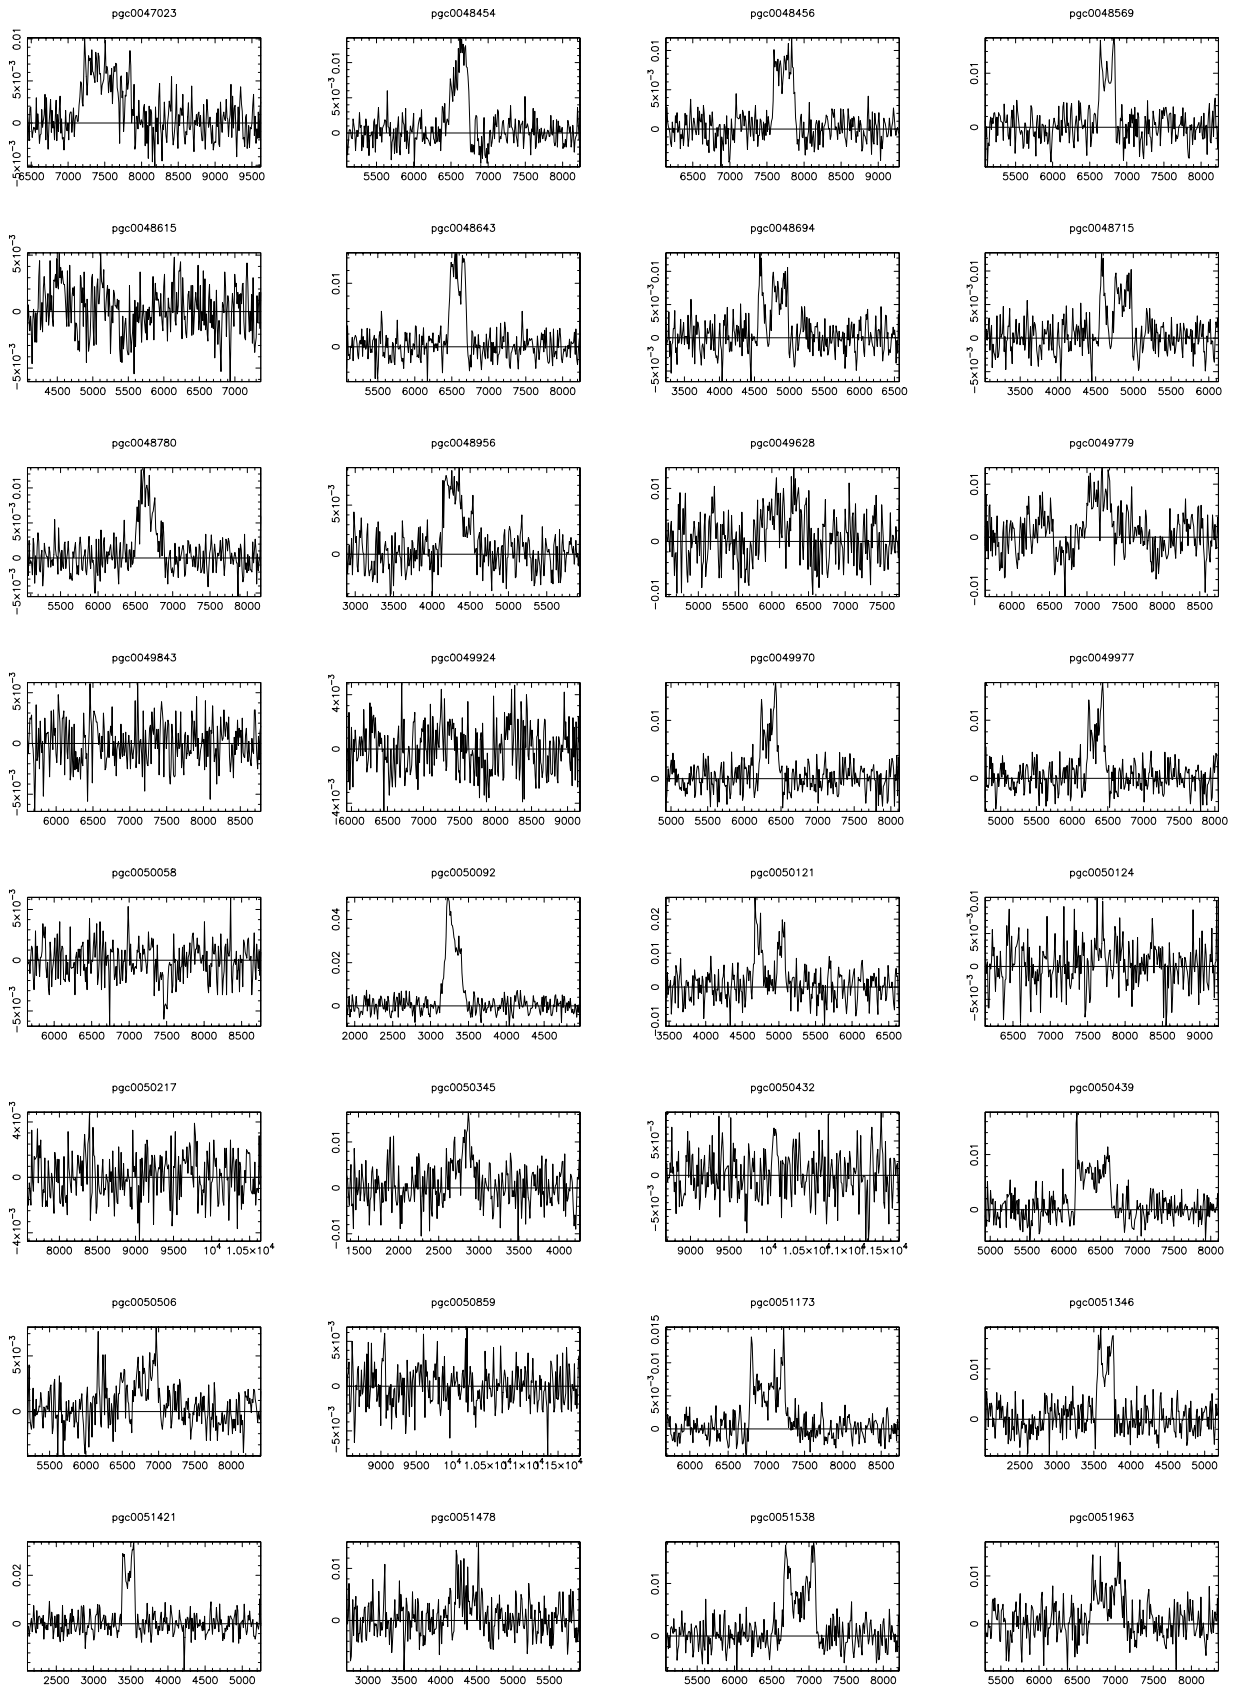 pgc0047023 pgc0048454 pgc0048456 pgc0048569
−5×10⁻³ 0 5×10⁻³ 0.01 0 5×10⁻³ 0.01 0 5×10⁻³ 0.01 0 0.01
6500 7000 7500 8000 8500 9000 9500 5500 6000 6500 7000 7500 8000 6500 7000 7500 8000 8500 9000 5500 6000 6500 7000 7500 8000
pgc0048615 pgc0048643 pgc0048694 pgc0048715
−5×10⁻³ 0 5×10⁻³ 0 0.01 −5×10⁻³ 0 5×10⁻³ 0.01 −5×10⁻³ 0 5×10⁻³ 0.01
4500 5000 5500 6000 6500 7000 5500 6000 6500 7000 7500 8000 3500 4000 4500 5000 5500 6000 6500 3500 4000 4500 5000 5500 6000
pgc0048780 pgc0048956 pgc0049628 pgc0049779
−5×10⁻³ 0 5×10⁻³ 0.01 0 5×10⁻³ −0.01 0 0.01 −0.01 0 0.01
5500 6000 6500 7000 7500 8000 3000 3500 4000 4500 5000 5500 5000 5500 6000 6500 7000 7500 6000 6500 7000 7500 8000 8500
pgc0049843 pgc0049924 pgc0049970 pgc0049977
−5×10⁻³ 0 5×10⁻³ 4×10⁻³ 0 4×10⁻³ 0 0.01 0 0.01
6000 6500 7000 7500 8000 8500 6000 6500 7000 7500 8000 8500 9000 5000 5500 6000 6500 7000 7500 8000 5000 5500 6000 6500 7000 7500 8000
pgc0050058 pgc0050092 pgc0050121 pgc0050124
−5×10⁻³ 0 5×10⁻³ 0 0.02 0.04 −0.01 0 0.01 0.02 −5×10⁻³ 0 5×10⁻³ 0.01
6000 6500 7000 7500 8000 8500 2000 2500 3000 3500 4000 4500 3500 4000 4500 5000 5500 6000 6500 6500 7000 7500 8000 8500 9000
pgc0050217 pgc0050345 pgc0050432 pgc0050439
−4×10⁻³ 0 4×10⁻³ −0.01 0 0.01 −5×10⁻³ 0 5×10⁻³ 0 0.01
8000 8500 9000 9500 10⁴ 1.05×10⁴ 1500 2000 2500 3000 3500 4000 9000 9500 10⁴ 1.05×10⁴ 1.1×10⁴ 1.15×10⁴ 5000 5500 6000 6500 7000 7500 8000
pgc0050506 pgc0050859 pgc0051173 pgc0051346
0 5×10⁻³ −5×10⁻³ 0 5×10⁻³ 0 5×10⁻³ 0.01 0.015 0 0.01
5500 6000 6500 7000 7500 8000 9000 9500 10⁴ 1.05×10⁴ 1.1×10⁴ 1.15×10⁴ 6000 6500 7000 7500 8000 8500 2500 3000 3500 4000 4500 5000
pgc0051421 pgc0051478 pgc0051538 pgc0051963
0 0.02 0 0.01 0 0.01 0 0.01
2500 3000 3500 4000 4500 5000 3000 3500 4000 4500 5000 5500 5500 6000 6500 7000 7500 8000 5500 6000 6500 7000 7500 8000